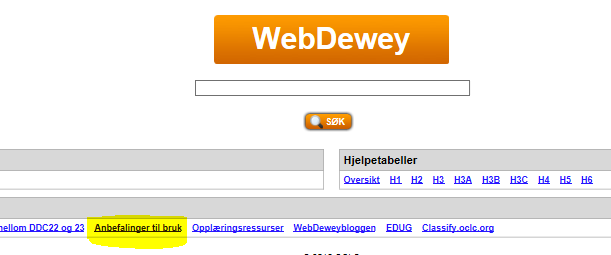 WebDewey
SØK
Hjelpetabeller
Oversikt H1 H2 H3 H3A H3B H3C H4 H5 H6
mellom DDC22 og 23 Anbefalinger til bruk Opplæringsressurser WebDeweybloggen EDUG Classify.oclc.org